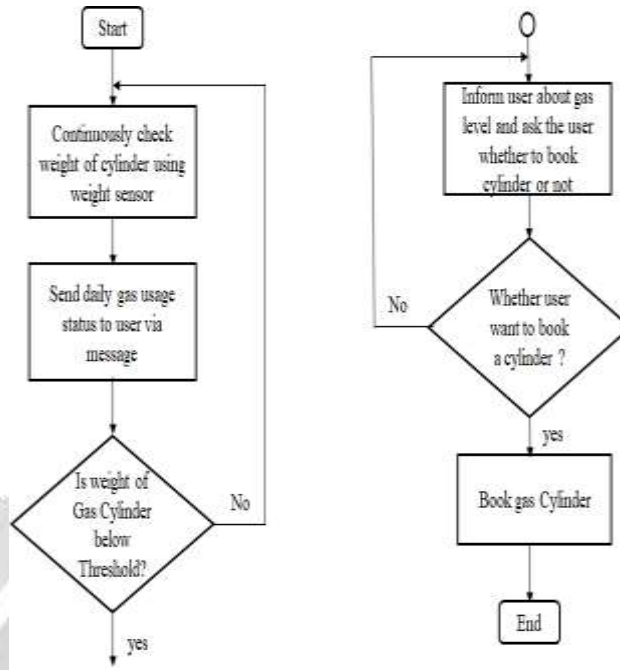 Start
Continuously check
weight of cylinder using
weight sensor
Send daily gas usage
status to user via
message
Is weight of
Gas Cylinder
below
Threshold?
No
yes
Inform user about gas
level and ask the user
whether to book
cylinder or not
Whether user
want to book
a cylinder ?
No
yes
Book gas Cylinder
End